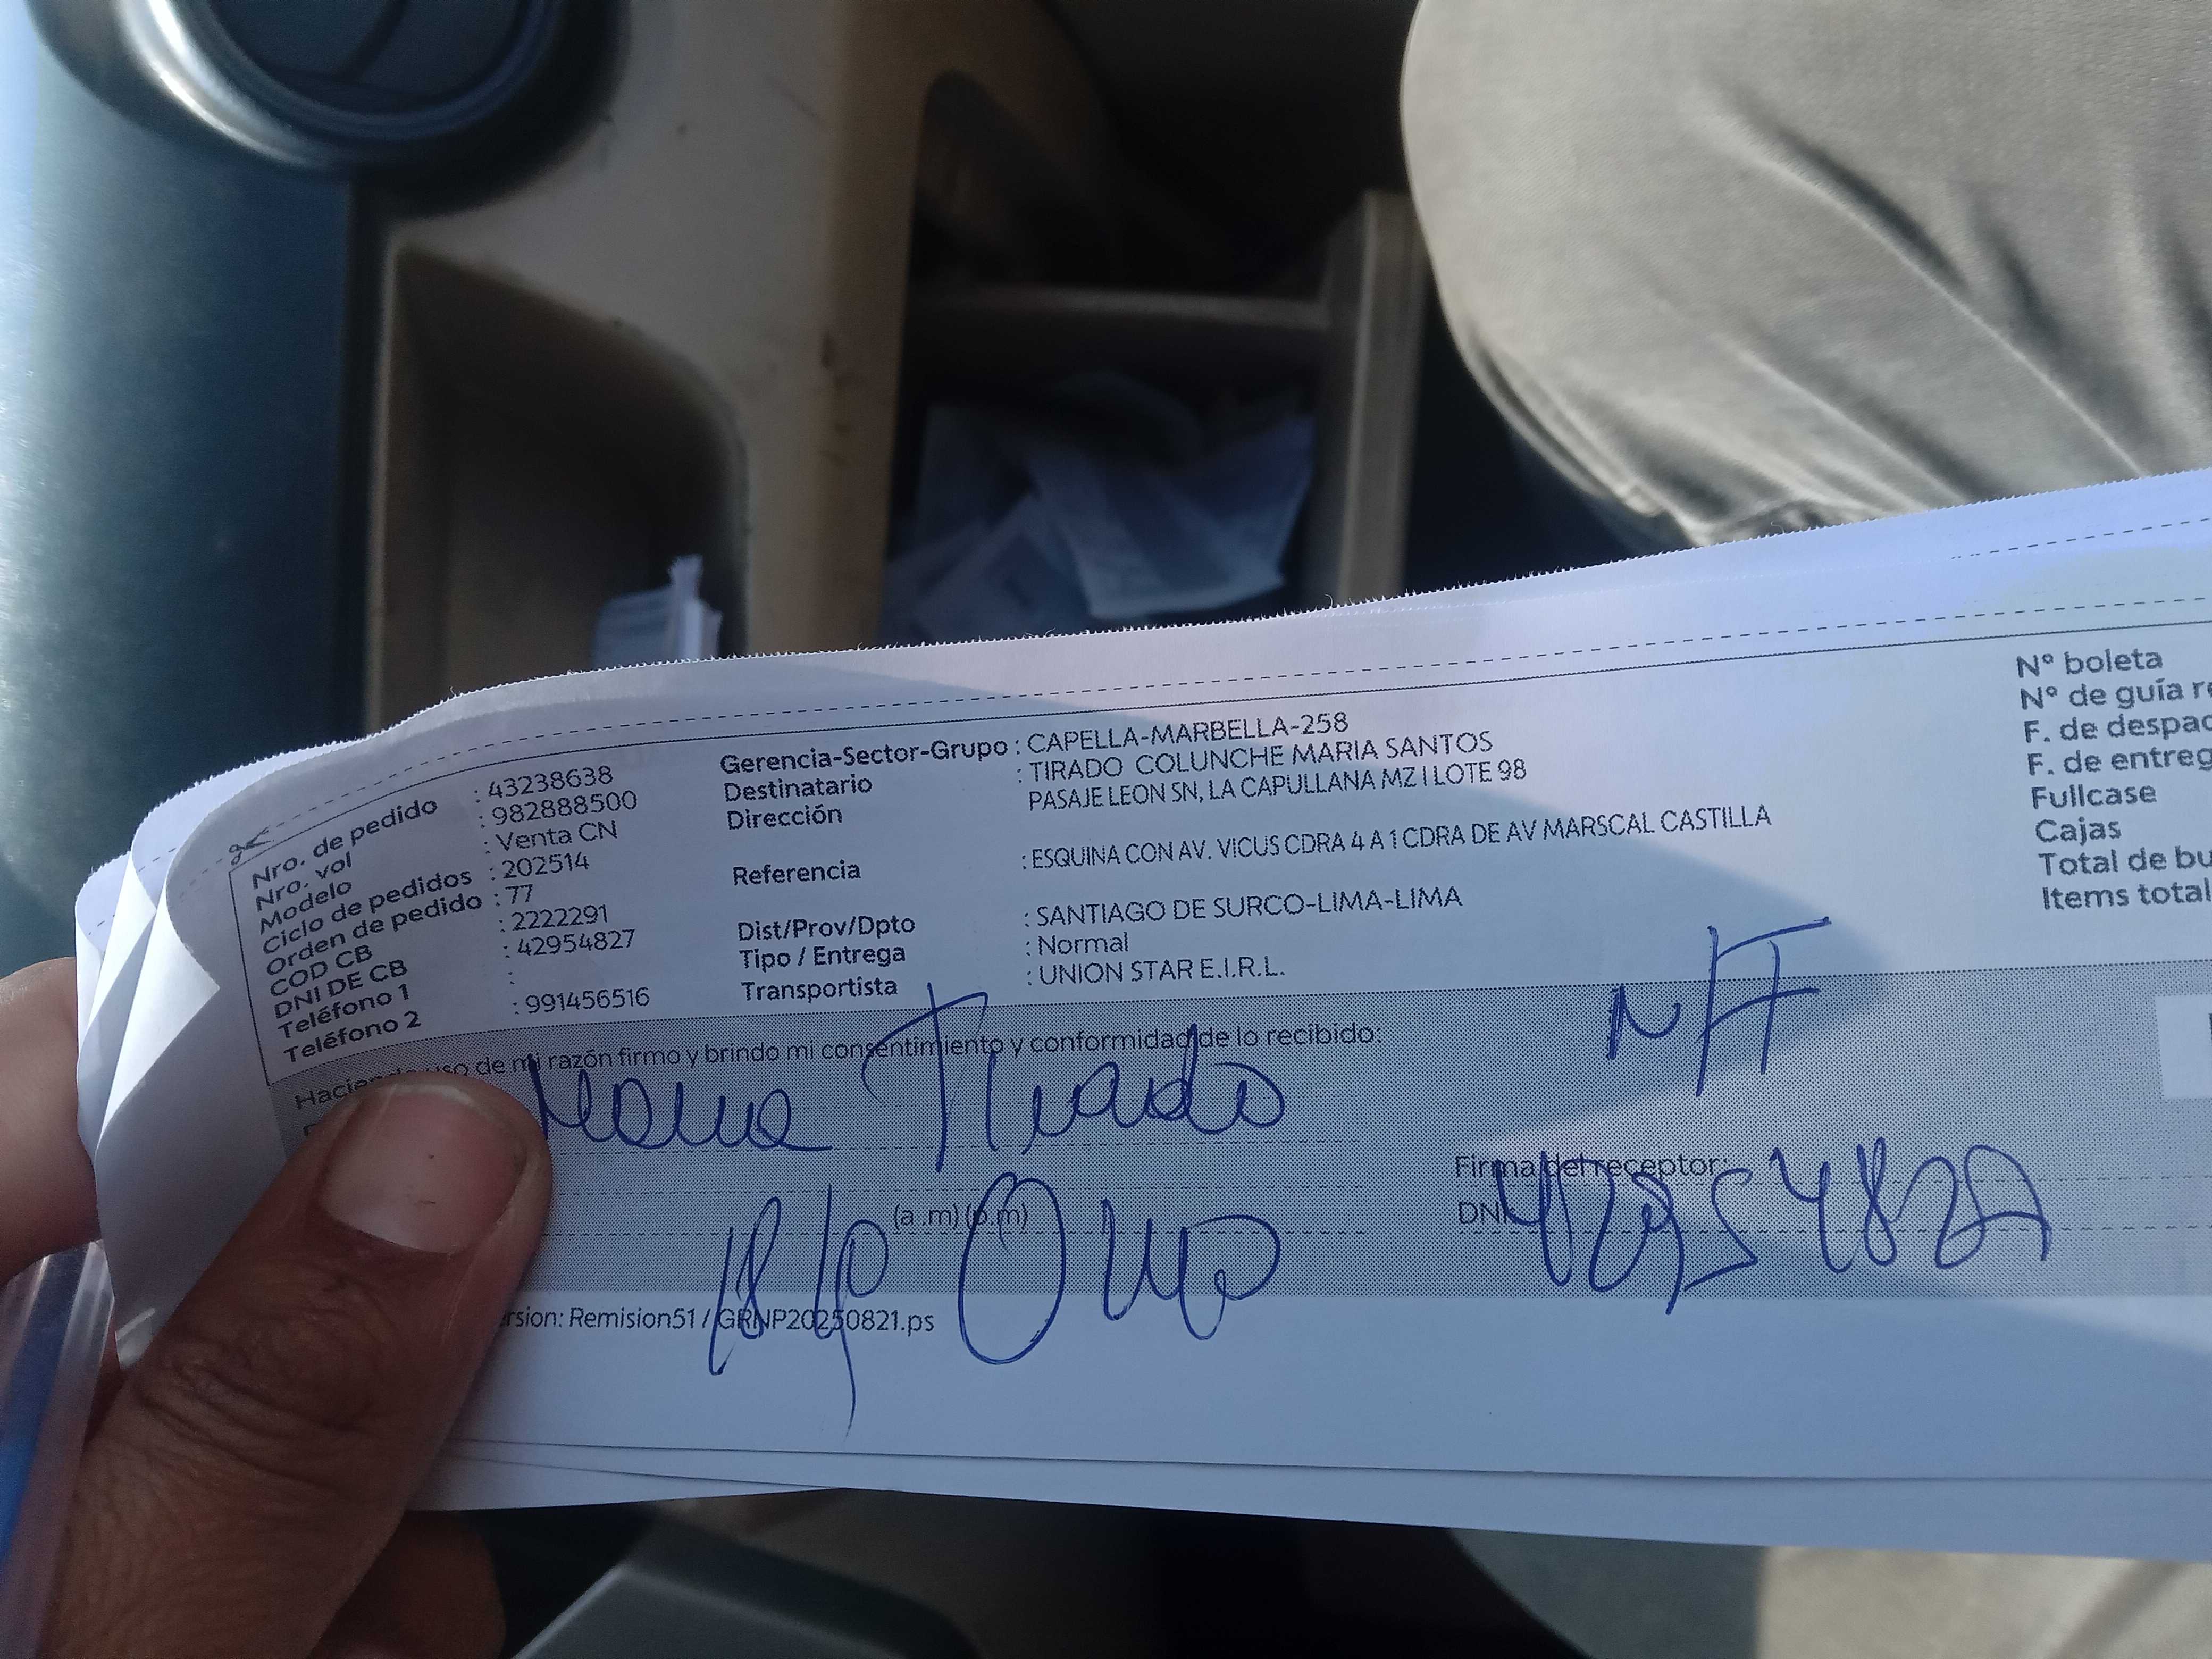 Nro. de pedido : 43238638
Nro. vol : 982888500
Modelo : Venta CN
Ciclo de pedidos : 202514
Orden de pedido : 77
COD CB : 2222291
DNI DE CB : 42954827
Teléfono 1 :
Teléfono 2 : 991456516
Gerencia-Sector-Grupo : CAPELLA-MARBELLA-258
Destinatario : TIRADO COLUNCHE MARIA SANTOS
Dirección PASAJE LEON SN, LA CAPULLANA MZ I LOTE 98
Referencia : ESQUINA CON AV. VICUS CDRA 4 A 1 CDRA DE AV MARSCAL CASTILLA
Dist/Prov/Dpto : SANTIAGO DE SURCO-LIMA-LIMA
Tipo / Entrega : Normal
Transportista : UNION STAR E.I.R.L.
N° boleta
N° de guía
F. de
F. de
Fullcase
Cajas
Total de
Items total
Haciendo uso de mi razón firmo y brindo mi consentimiento y conformidad de lo recibido:
Maria Tirado
Firma del receptor:
(a .m) (p.m)
DNI 42954827
Remision51 / GRNP20250821.ps